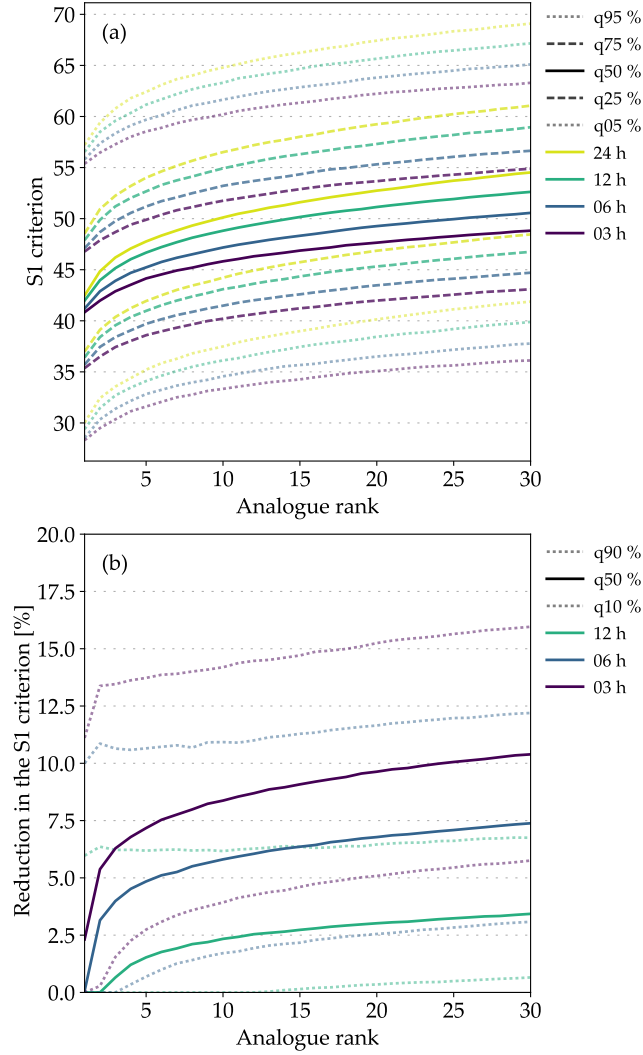 (a)
S1 criterion
70
65
60
55
50
45
40
35
30
5
10
15
20
25
30
Analogue rank
q95 %
q75 %
q50 %
q25 %
q05 %
24 h
12 h
06 h
03 h
(b)
Reduction in the S1 criterion [%]
20.0
17.5
15.0
12.5
10.0
7.5
5.0
2.5
0.0
5
10
15
20
25
30
Analogue rank
q90 %
q50 %
q10 %
12 h
06 h
03 h